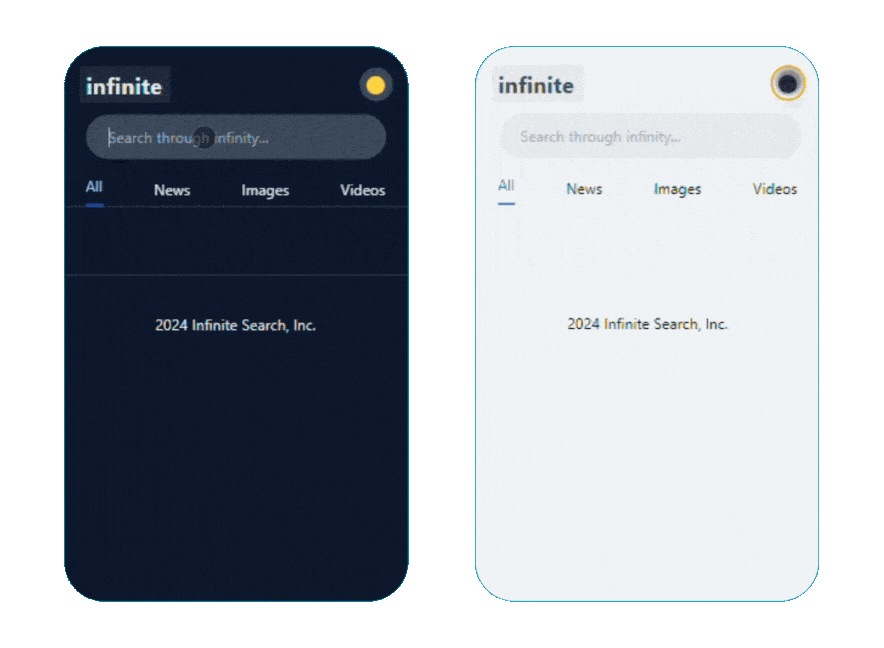 infinite
Search through infinity...
All News Images Videos
2024 Infinite Search, Inc.
infinite
Search through infinity...
All News Images Videos
2024 Infinite Search, Inc.